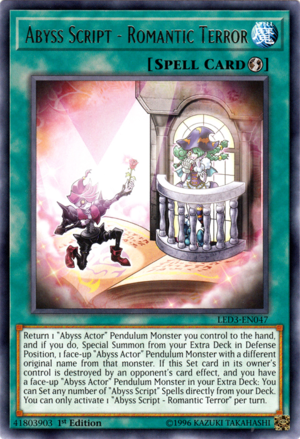 Abyss Script - Romantic Terror
[Spell Card]
LED3-EN047
Return 1 "Abyss Actor" Pendulum Monster you control to the hand,
and if you do, Special Summon from your Extra Deck in Defense
Position, 1 face-up "Abyss Actor" Pendulum Monster with a different
original name from that monster. If this Set card in its owner's
control is destroyed by an opponent's card effect, and you have
a face-up "Abyss Actor" Pendulum Monster in your Extra Deck: You
can Set any number of "Abyss Script" Spells directly from your Deck.
You can only activate 1 "Abyss Script - Romantic Terror" per turn.
41803903 1st Edition ©1996 KAZUKI TAKAHASHI